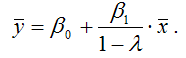 ȳ = β₀ + β₁/(1 − λ) · x̄ .